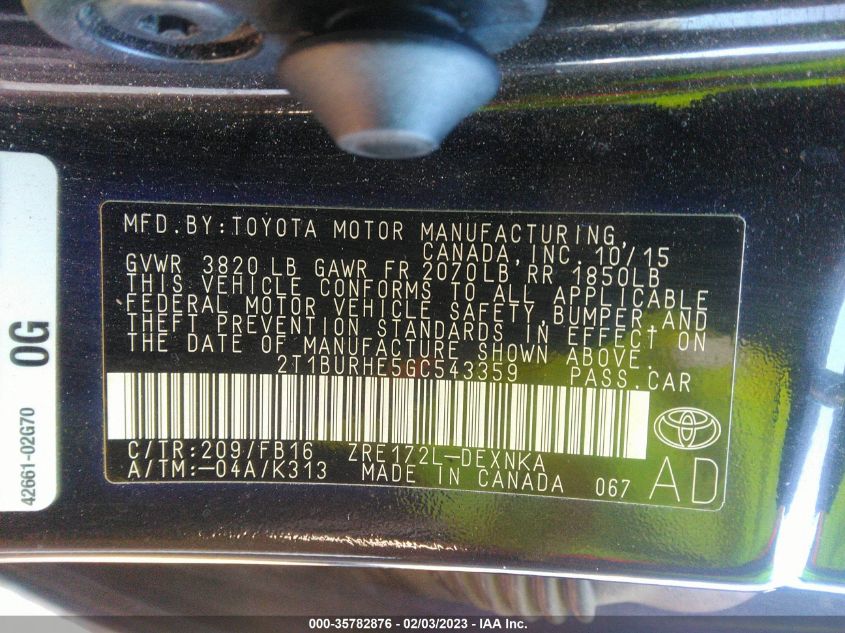 MFD.BY:TOYOTA MOTOR MANUFACTURING,
CANADA,INC. 10/15
GVWR 3820 LB GAWR FR 2070LB RR 1850LB
THIS VEHICLE CONFORMS TO ALL APPLICABLE
FEDERAL MOTOR VEHICLE SAFETY,BUMPER,AND
THEFT PREVENTION STANDARDS IN EFFECT ON
THE DATE OF MANUFACTURE SHOWN ABOVE.
2T1BURHE5GC543359 PASS.CAR
C/TR:209/FB16 ZRE172L-DEXNKA
A/TM:-04A/K313 MADE IN CANADA 067 AD
0G
42661-02G70
000-35782876 - 02/03/2023 - IAA Inc.